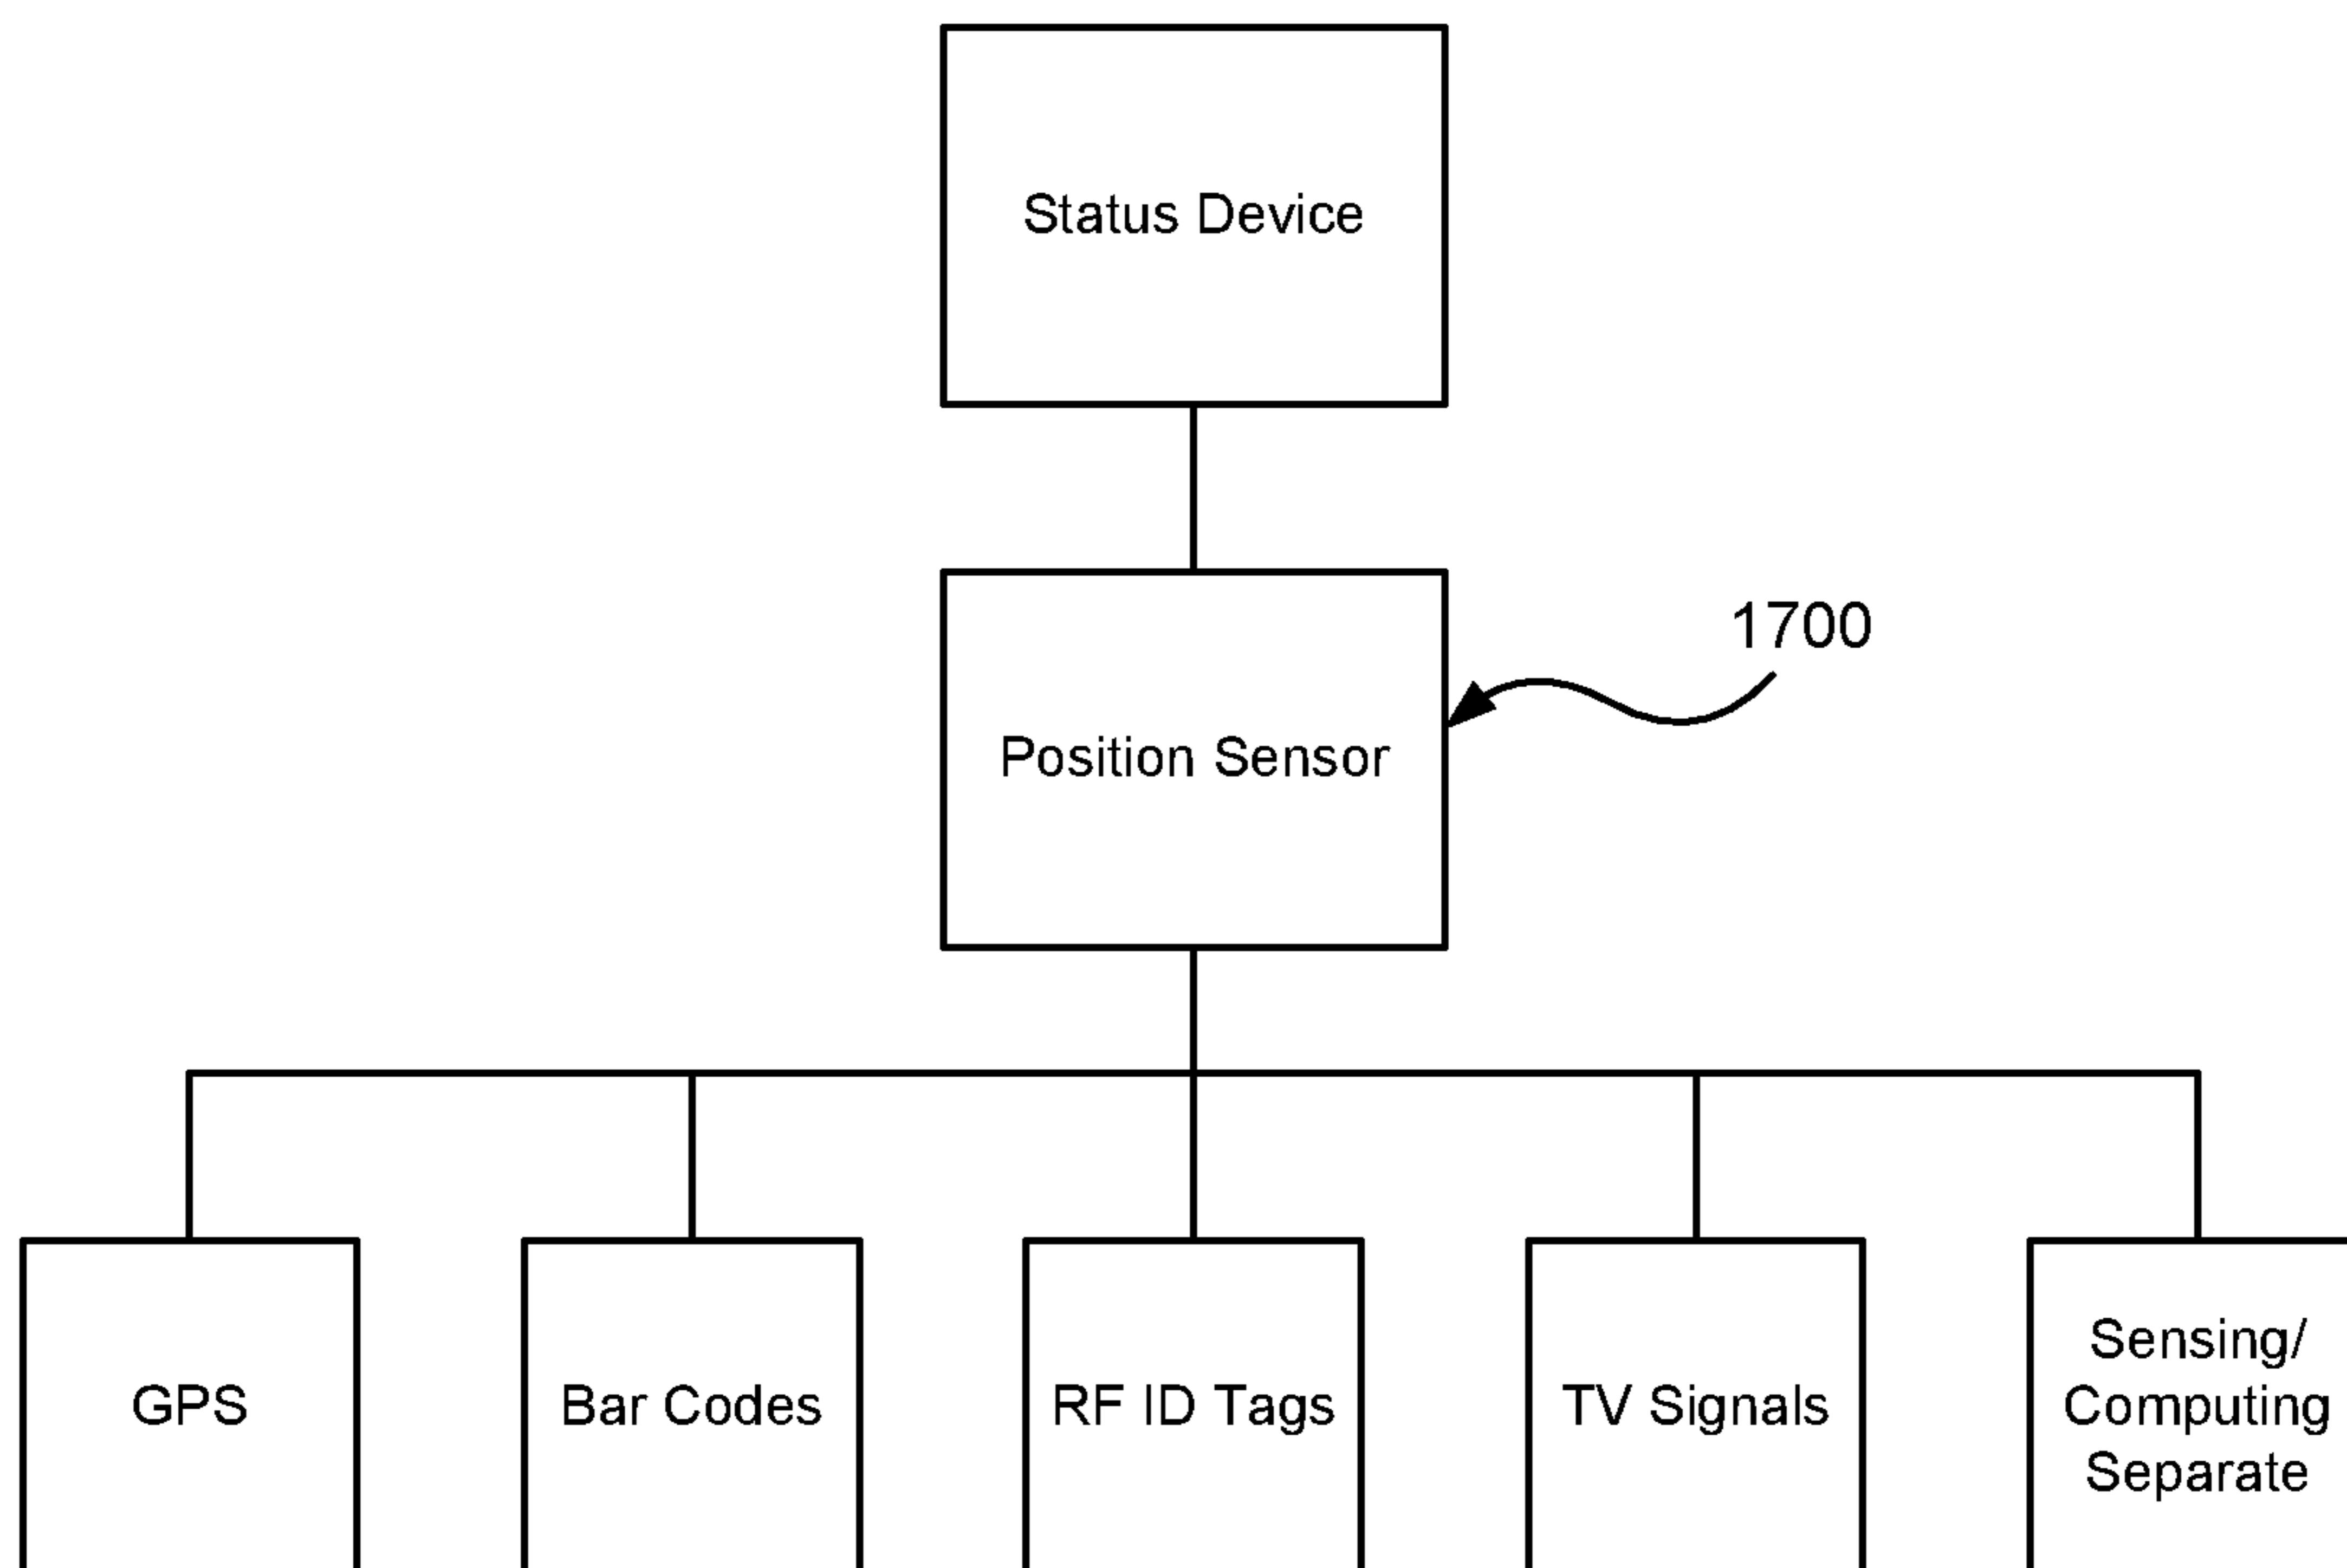 Status Device
1700
Position Sensor
GPS
Bar Codes
RF ID Tags
TV Signals
Sensing/
Computing
Separate